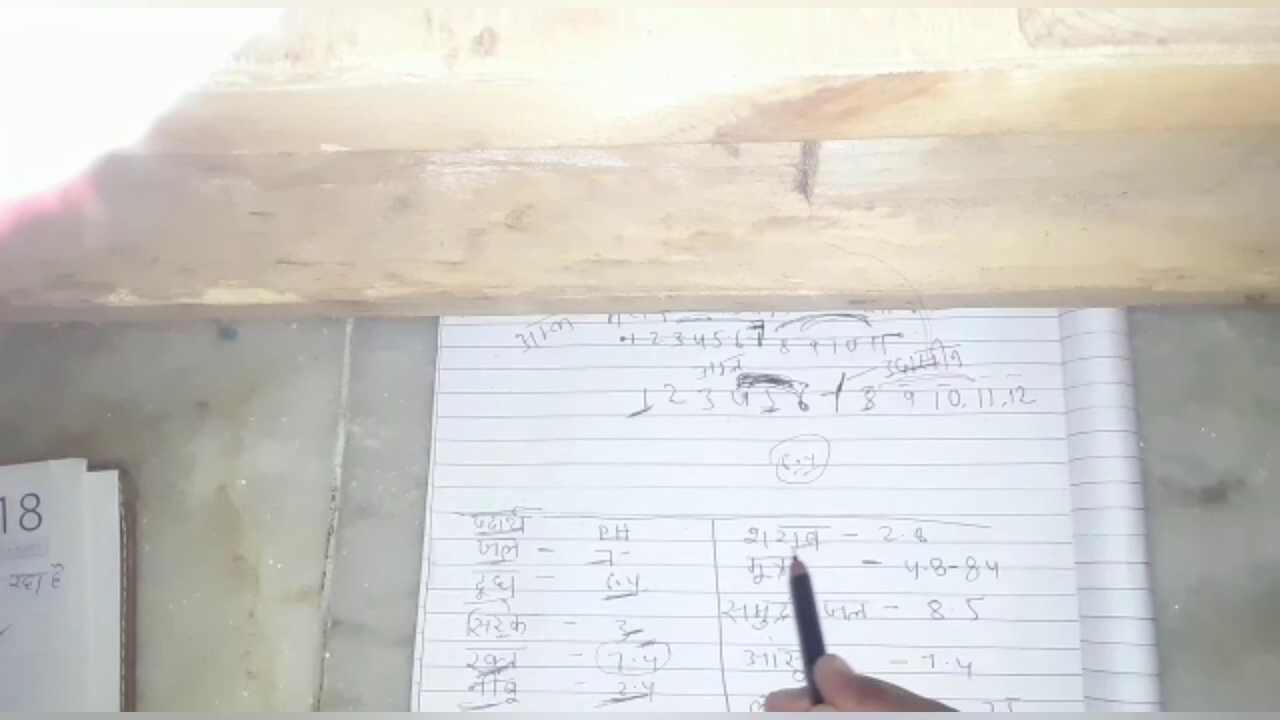 अम्ल
1 2 3 4 5 6 7 8 9 10 11
अम्ल उदासीन
1 2 3 4 5 6 7 8 9 10, 11, 12
6.4
पदार्थ PH
जल - 7
दूध - 6.4
सिरके - 3
रक्त - 7.4
नींबू - 2.4
शराब - 2.8
मूत्र - 4.8-8.4
समुद्र जल - 8.5
आंसू - 7.4
18
रहा है